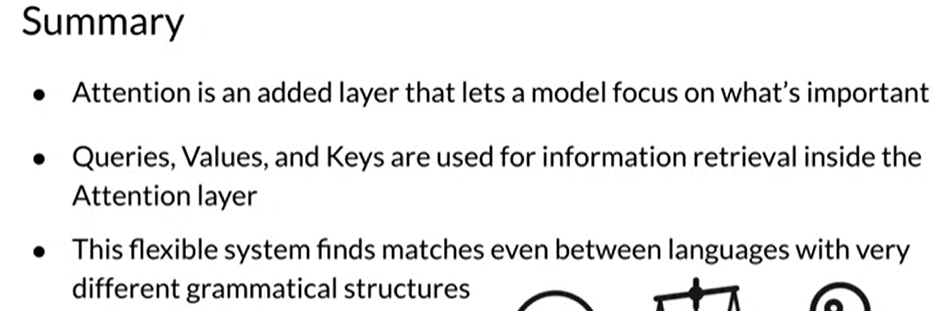 Summary
• Attention is an added layer that lets a model focus on what's important
• Queries, Values, and Keys are used for information retrieval inside the
Attention layer
• This flexible system finds matches even between languages with very
different grammatical structures